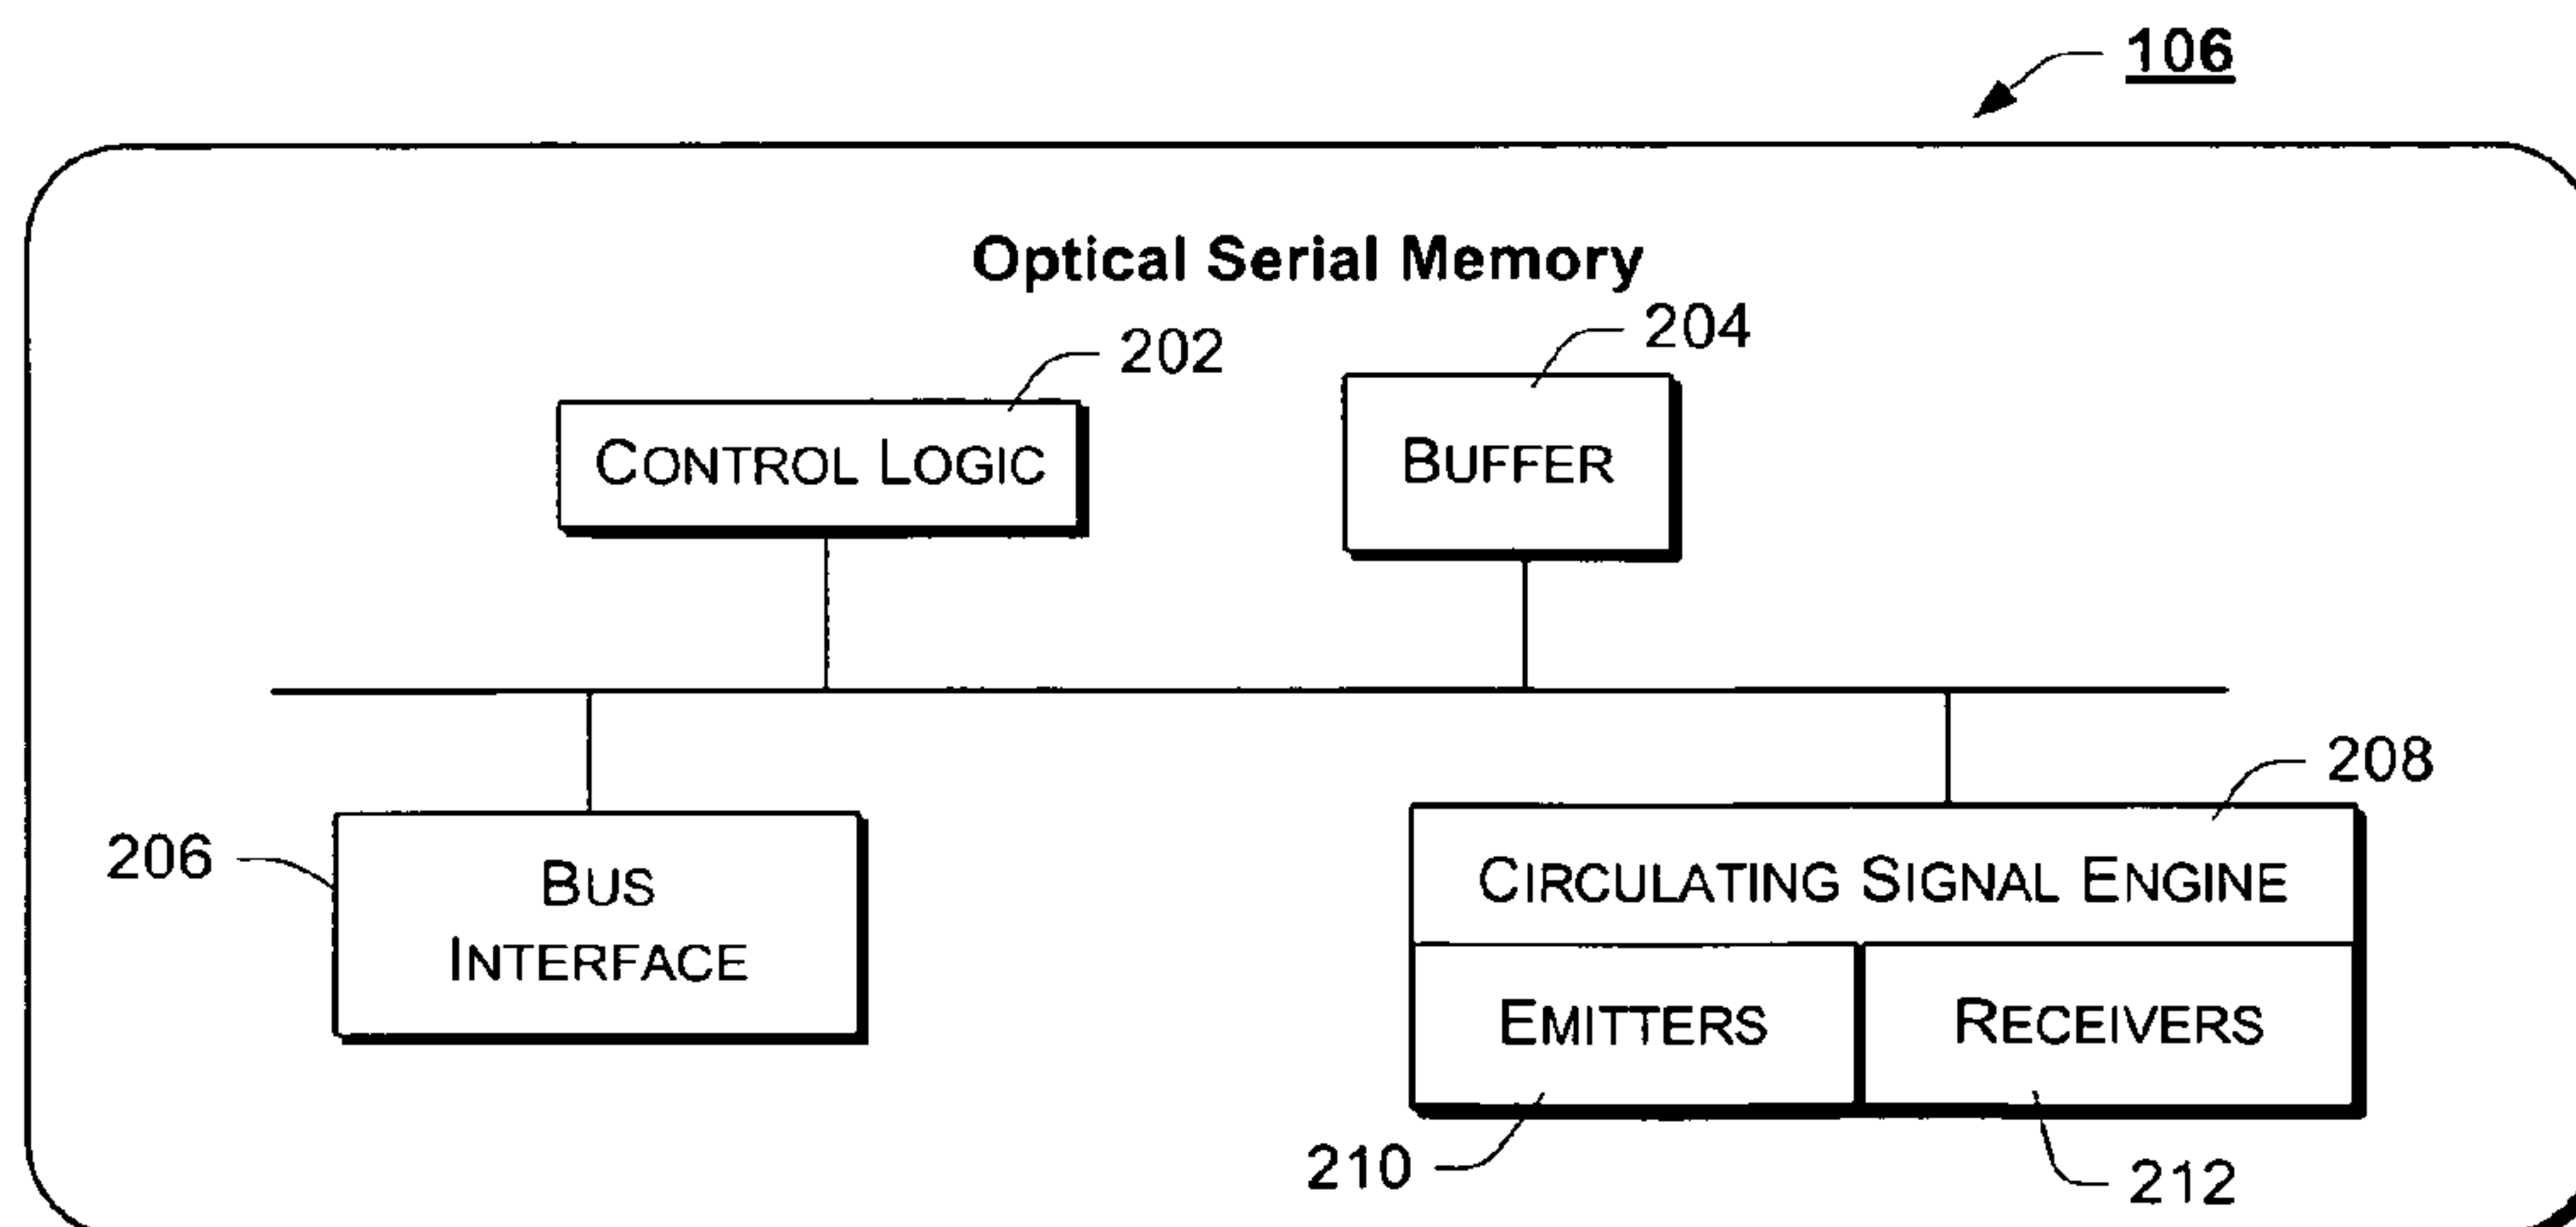 106
Optical Serial Memory
202
204
CONTROL LOGIC
BUFFER
208
206
BUS
INTERFACE
CIRCULATING SIGNAL ENGINE
EMITTERS
RECEIVERS
210
212